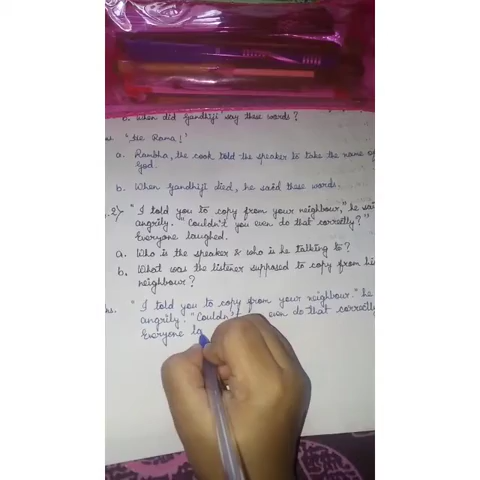 b. When did Gandhiji say these words?
'He Rama!'
a. Rambha, the cook told the speaker to take the name of
God.
b. When Gandhiji died, he said these words.
2) "I told you to copy from your neighbour," he sai
angrily. "Couldn't you even do that correctly?"
Everyone laughed.
a. Who is the speaker & who is he talking to?
b. What was the listener supposed to copy from hi
neighbour?
ns. "I told you to copy from your neighbour." he
angrily. "Couldn't even do that correctly
Everyone la